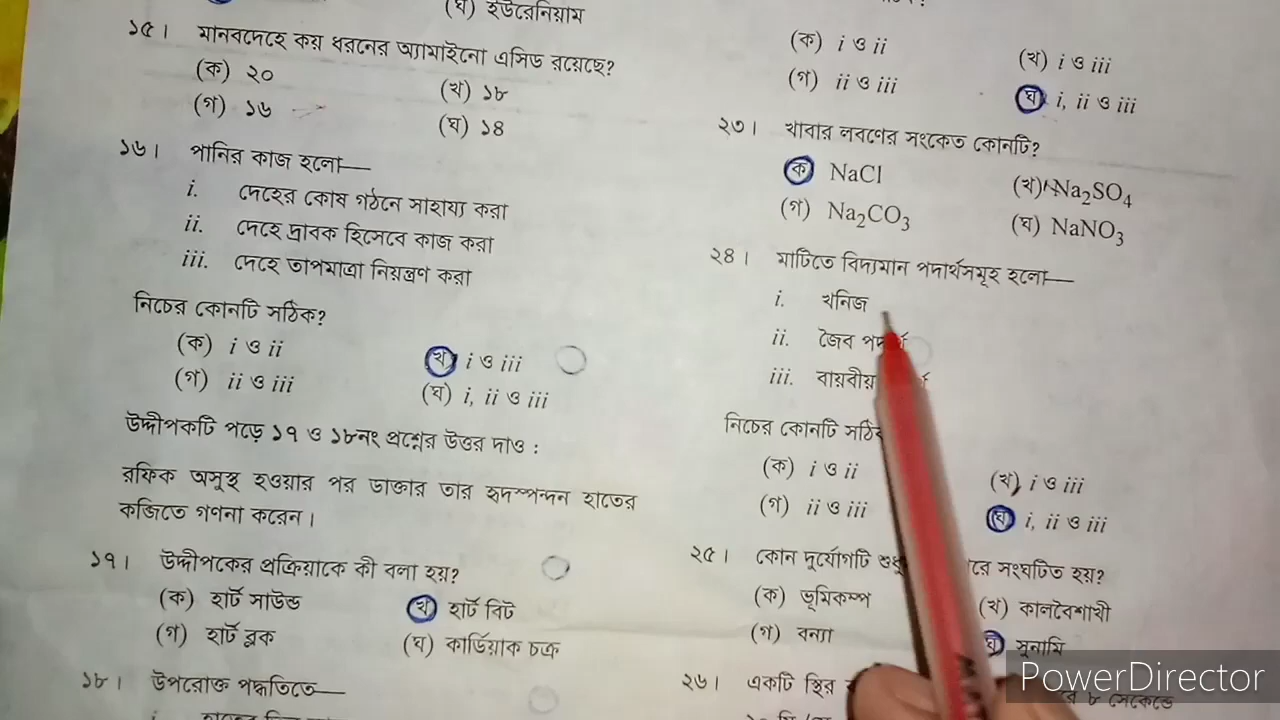 (ঘ) ইউরেনিয়াম
১৫। মানবদেহে কয় ধরনের অ্যামাইনো এসিড রয়েছে?
(ক) ২০
(খ) ১৮
(গ) ১৬
(ঘ) ১৪
১৬। পানির কাজ হলো—
i. দেহের কোষ গঠনে সাহায্য করা
ii. দেহে দ্রাবক হিসেবে কাজ করা
iii. দেহে তাপমাত্রা নিয়ন্ত্রণ করা
নিচের কোনটি সঠিক?
(ক) i ও ii
(খ) i ও iii
(গ) ii ও iii
(ঘ) i, ii ও iii
উদ্দীপকটি পড়ে ১৭ ও ১৮নং প্রশ্নের উত্তর দাও :
রফিক অসুস্থ হওয়ার পর ডাক্তার তার হৃদস্পন্দন হাতের
কব্জিতে গণনা করেন।
১৭। উদ্দীপকের প্রক্রিয়াকে কী বলা হয়?
(ক) হার্ট সাউন্ড
(খ) হার্ট বিট
(গ) হার্ট ব্লক
(ঘ) কার্ডিয়াক চক্র
১৮। উপরোক্ত পদ্ধতিতে—
(ক) i ও ii
(খ) i ও iii
(গ) ii ও iii
(ঘ) i, ii ও iii
২৩। খাবার লবণের সংকেত কোনটি?
(ক) NaCl
(খ) Na₂SO₄
(গ) Na₂CO₃
(ঘ) NaNO₃
২৪। মাটিতে বিদ্যমান পদার্থসমূহ হলো—
i. খনিজ
ii. জৈব
iii. বায়বীয়
নিচের কোনটি
(ক) i ও ii
(খ) i ও iii
(গ) ii ও iii
(ঘ) i, ii ও iii
২৫। কোন দুর্যোগটি সংঘটিত হয়?
(ক) ভূমিকম্প
(খ) কালবৈশাখী
(গ) বন্যা
(ঘ) সুনামি
২৬। একটি স্থির ৮ সেকেন্ডে
PowerDirector